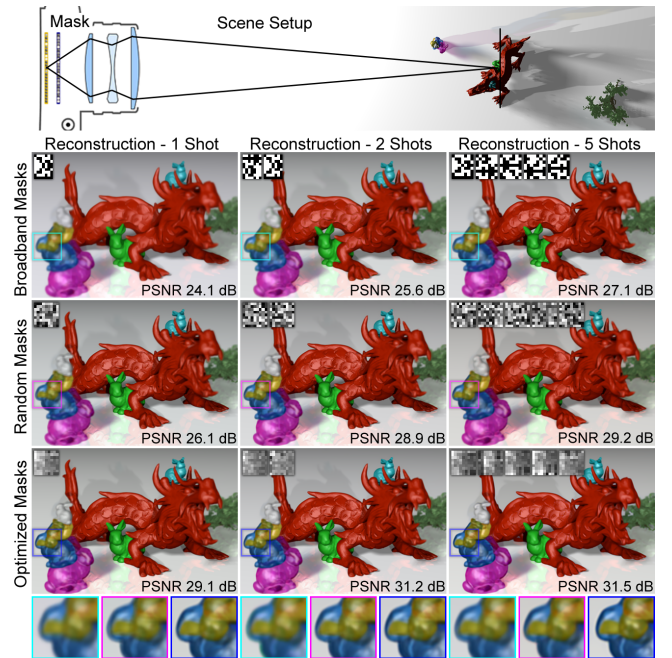 Mask
Scene Setup
Reconstruction - 1 Shot
Reconstruction - 2 Shots
Reconstruction - 5 Shots
Broadband Masks
PSNR 24.1 dB
PSNR 25.6 dB
PSNR 27.1 dB
Random Masks
PSNR 26.1 dB
PSNR 28.9 dB
PSNR 29.2 dB
Optimized Masks
PSNR 29.1 dB
PSNR 31.2 dB
PSNR 31.5 dB